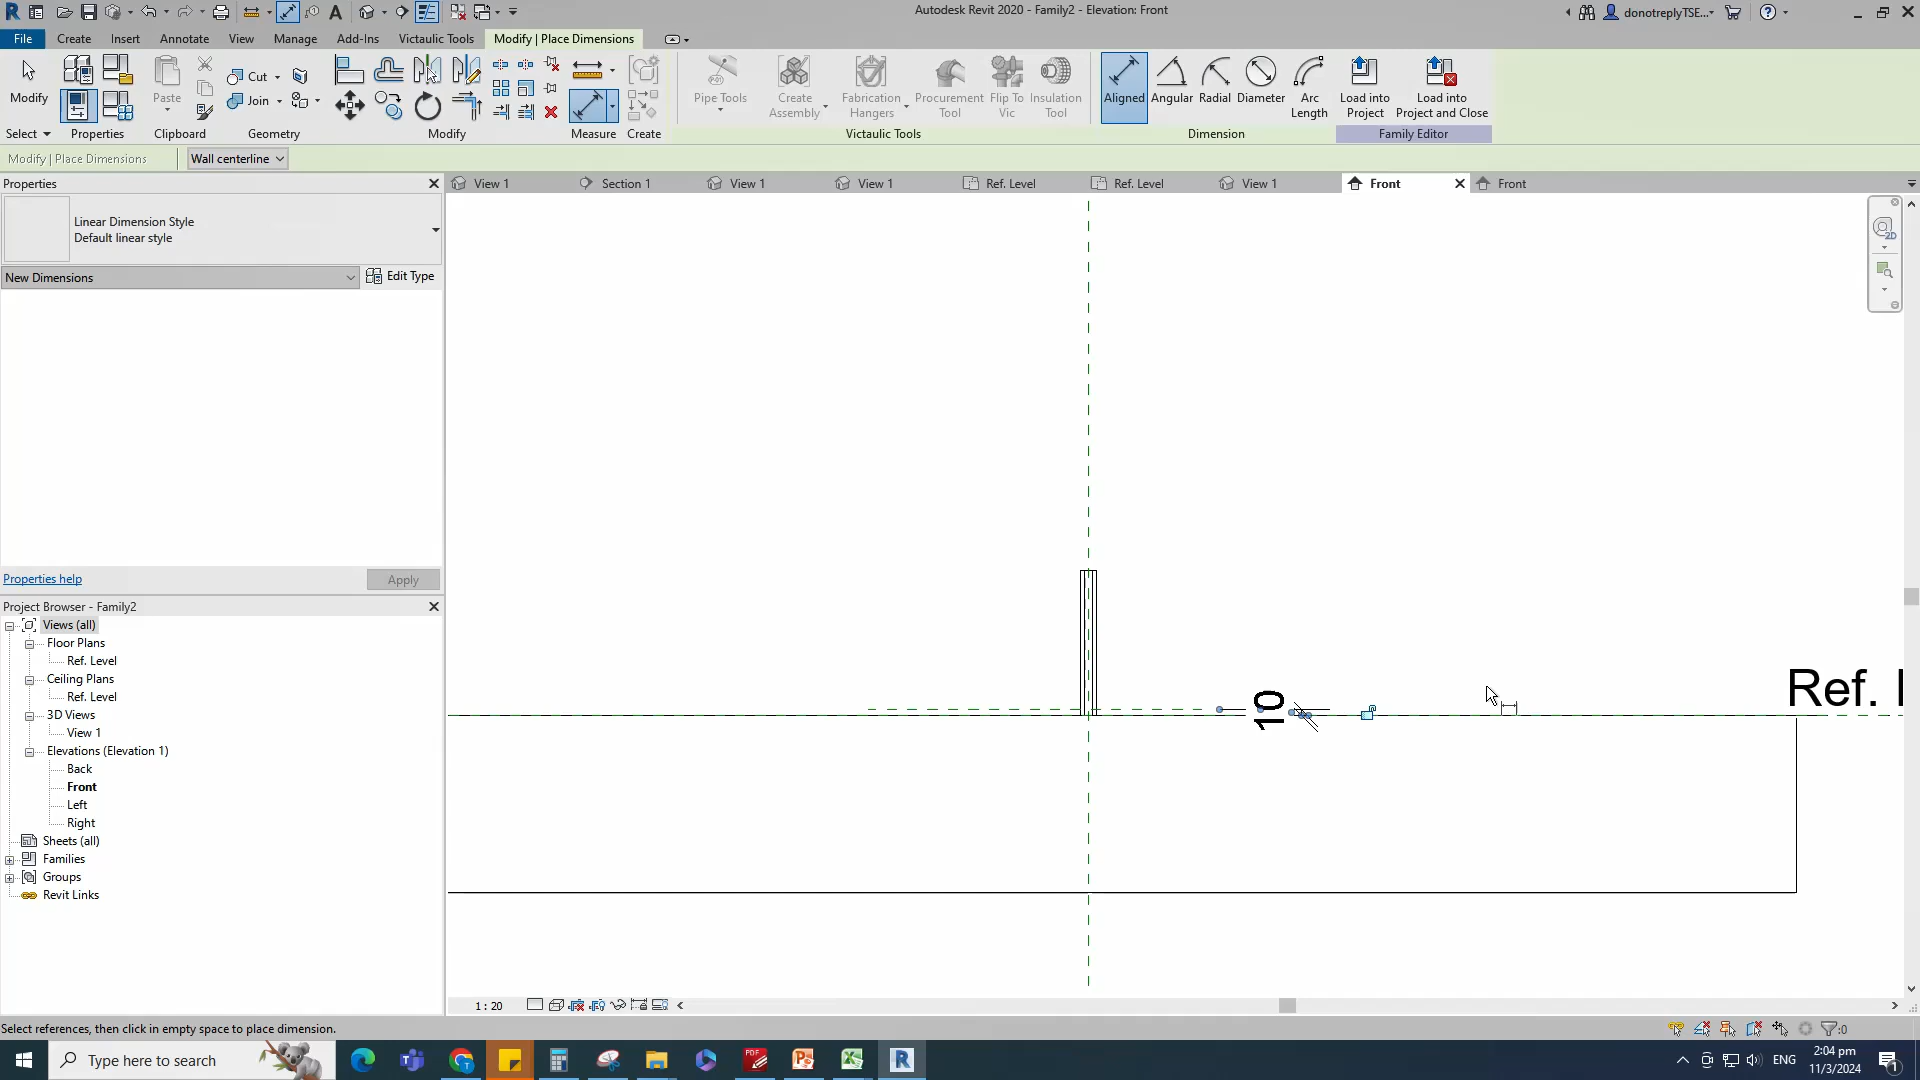 Autodesk Revit 2020 - Family2 - Elevation: Front
donotreplyTSE...
File Create Insert Annotate View Manage Add-Ins Victaulic Tools Modify | Place Dimensions
Modify
Paste
Cut
Join
Pipe Tools
Create Assembly
Fabrication Hangers
Procurement Tool
Flip To Vic
Insulation Tool
Aligned
Angular
Radial
Diameter
Arc Length
Load into Project
Load into Project and Close
Select Properties Clipboard Geometry Modify Measure Create Victaulic Tools Dimension Family Editor
Modify | Place Dimensions Wall centerline
Properties
View 1 Section 1 View 1 View 1 Ref. Level Ref. Level View 1 Front Front
Linear Dimension Style
Default linear style
New Dimensions Edit Type
2D
Properties help Apply
Project Browser - Family2
Views (all)
Floor Plans
Ref. Level
Ceiling Plans
Ref. Level
3D Views
View 1
Elevations (Elevation 1)
Back
Front
Left
Right
Sheets (all)
Families
Groups
Revit Links
10
Ref. 
1 : 20
Select references, then click in empty space to place dimension.
:0
Type here to search
ENG
2:04 pm
11/3/2024
1